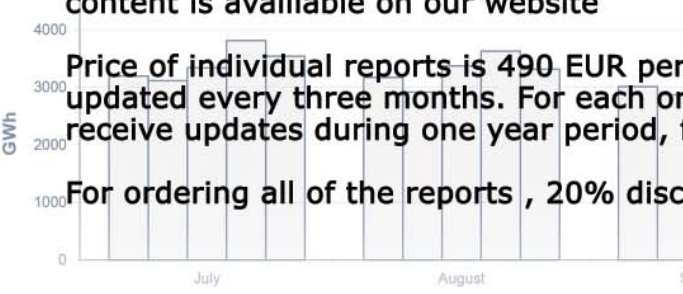 content is availiable on our website
4000
Price of individual reports is 490 EUR per
3000
updated every three months. For each or
GWh
receive updates during one year period, f
2000
For ordering all of the reports , 20% disc
1000
0
July
August
S